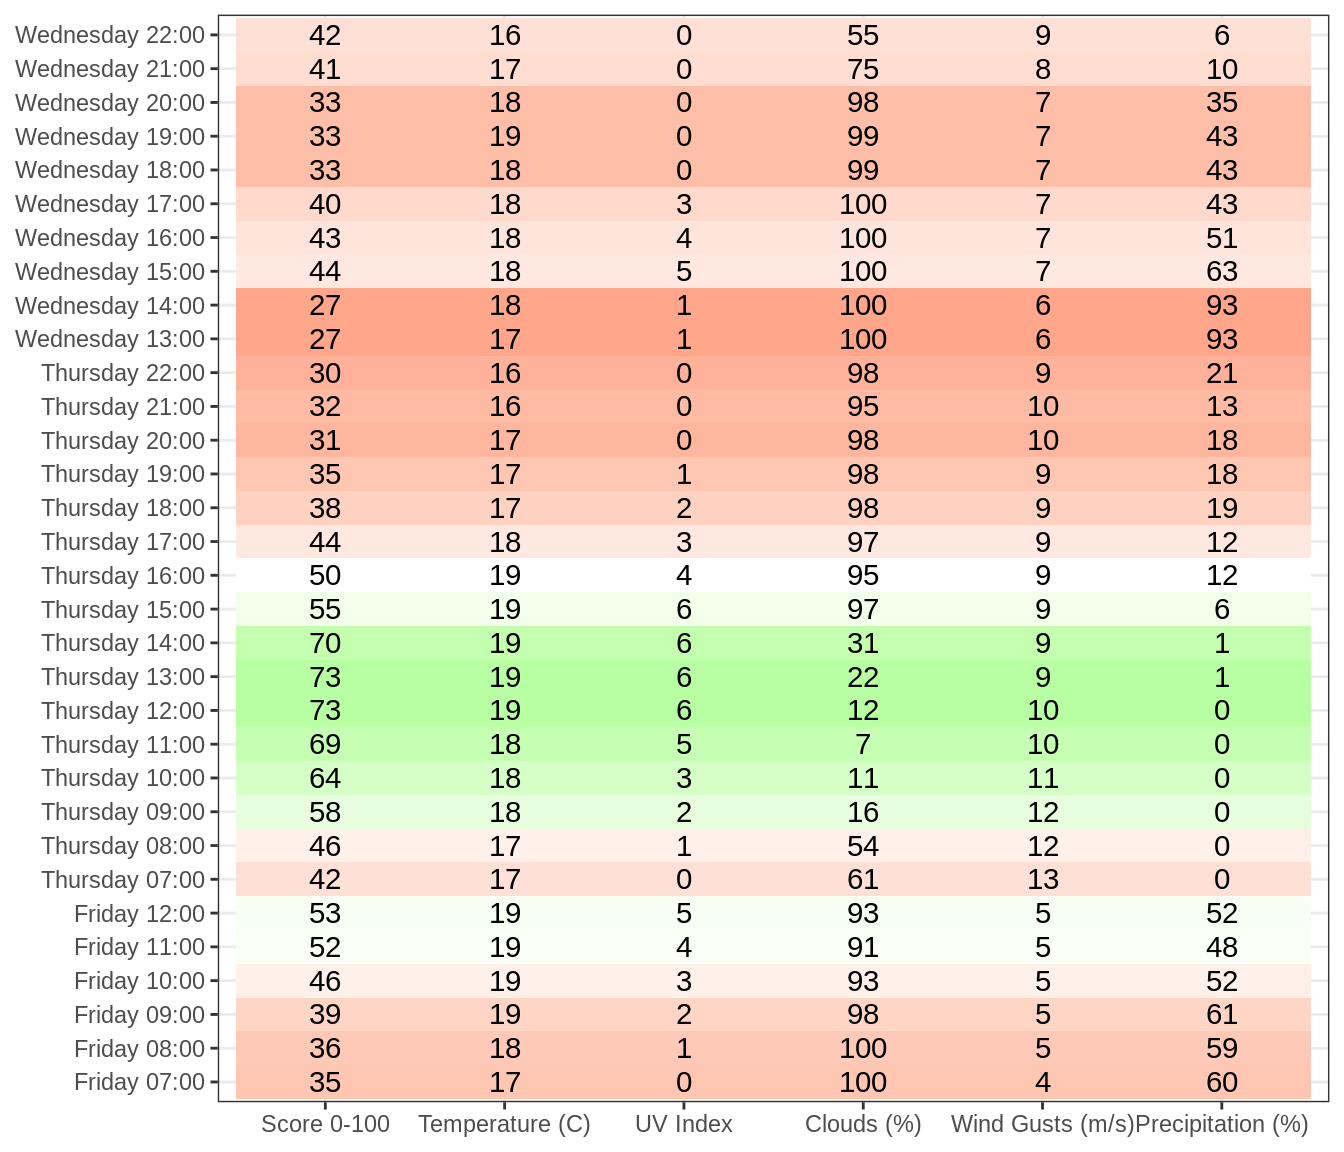 Wednesday 22:00 42 16 0 55 9 6
Wednesday 21:00 41 17 0 75 8 10
Wednesday 20:00 33 18 0 98 7 35
Wednesday 19:00 33 19 0 99 7 43
Wednesday 18:00 33 18 0 99 7 43
Wednesday 17:00 40 18 3 100 7 43
Wednesday 16:00 43 18 4 100 7 51
Wednesday 15:00 44 18 5 100 7 63
Wednesday 14:00 27 18 1 100 6 93
Wednesday 13:00 27 17 1 100 6 93
Thursday 22:00 30 16 0 98 9 21
Thursday 21:00 32 16 0 95 10 13
Thursday 20:00 31 17 0 98 10 18
Thursday 19:00 35 17 1 98 9 18
Thursday 18:00 38 17 2 98 9 19
Thursday 17:00 44 18 3 97 9 12
Thursday 16:00 50 19 4 95 9 12
Thursday 15:00 55 19 6 97 9 6
Thursday 14:00 70 19 6 31 9 1
Thursday 13:00 73 19 6 22 9 1
Thursday 12:00 73 19 6 12 10 0
Thursday 11:00 69 18 5 7 10 0
Thursday 10:00 64 18 3 11 11 0
Thursday 09:00 58 18 2 16 12 0
Thursday 08:00 46 17 1 54 12 0
Thursday 07:00 42 17 0 61 13 0
Friday 12:00 53 19 5 93 5 52
Friday 11:00 52 19 4 91 5 48
Friday 10:00 46 19 3 93 5 52
Friday 09:00 39 19 2 98 5 61
Friday 08:00 36 18 1 100 5 59
Friday 07:00 35 17 0 100 4 60
Score 0-100 Temperature (C) UV Index Clouds (%) Wind Gusts (m/s) Precipitation (%)